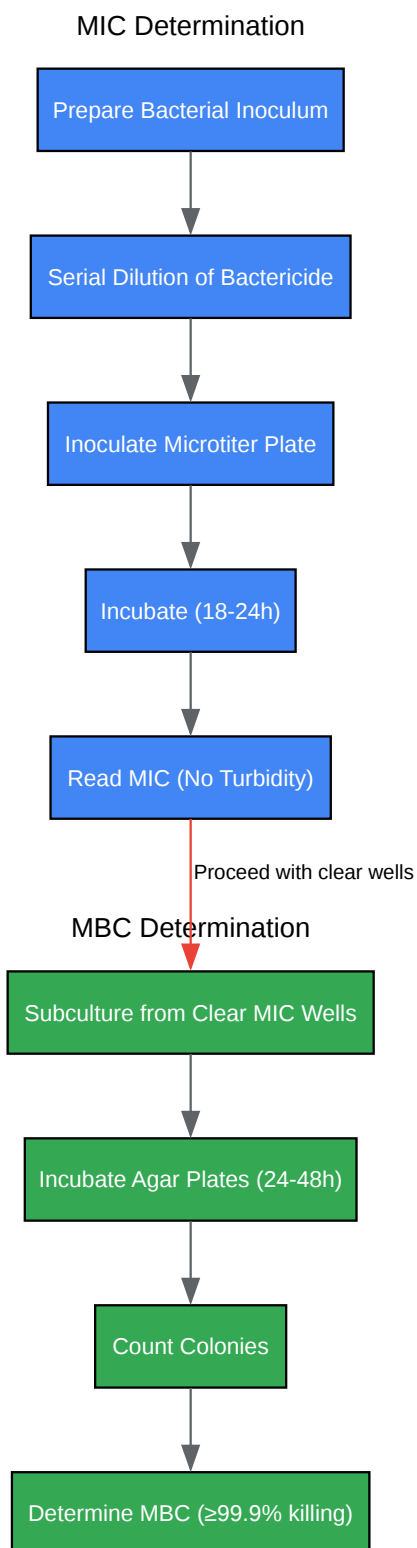 MIC Determination
Prepare Bacterial Inoculum
Serial Dilution of Bactericide
Inoculate Microtiter Plate
Incubate (18-24h)
Read MIC (No Turbidity)
Proceed with clear wells
MBC Determination
Subculture from Clear MIC Wells
Incubate Agar Plates (24-48h)
Count Colonies
Determine MBC (≥99.9% killing)